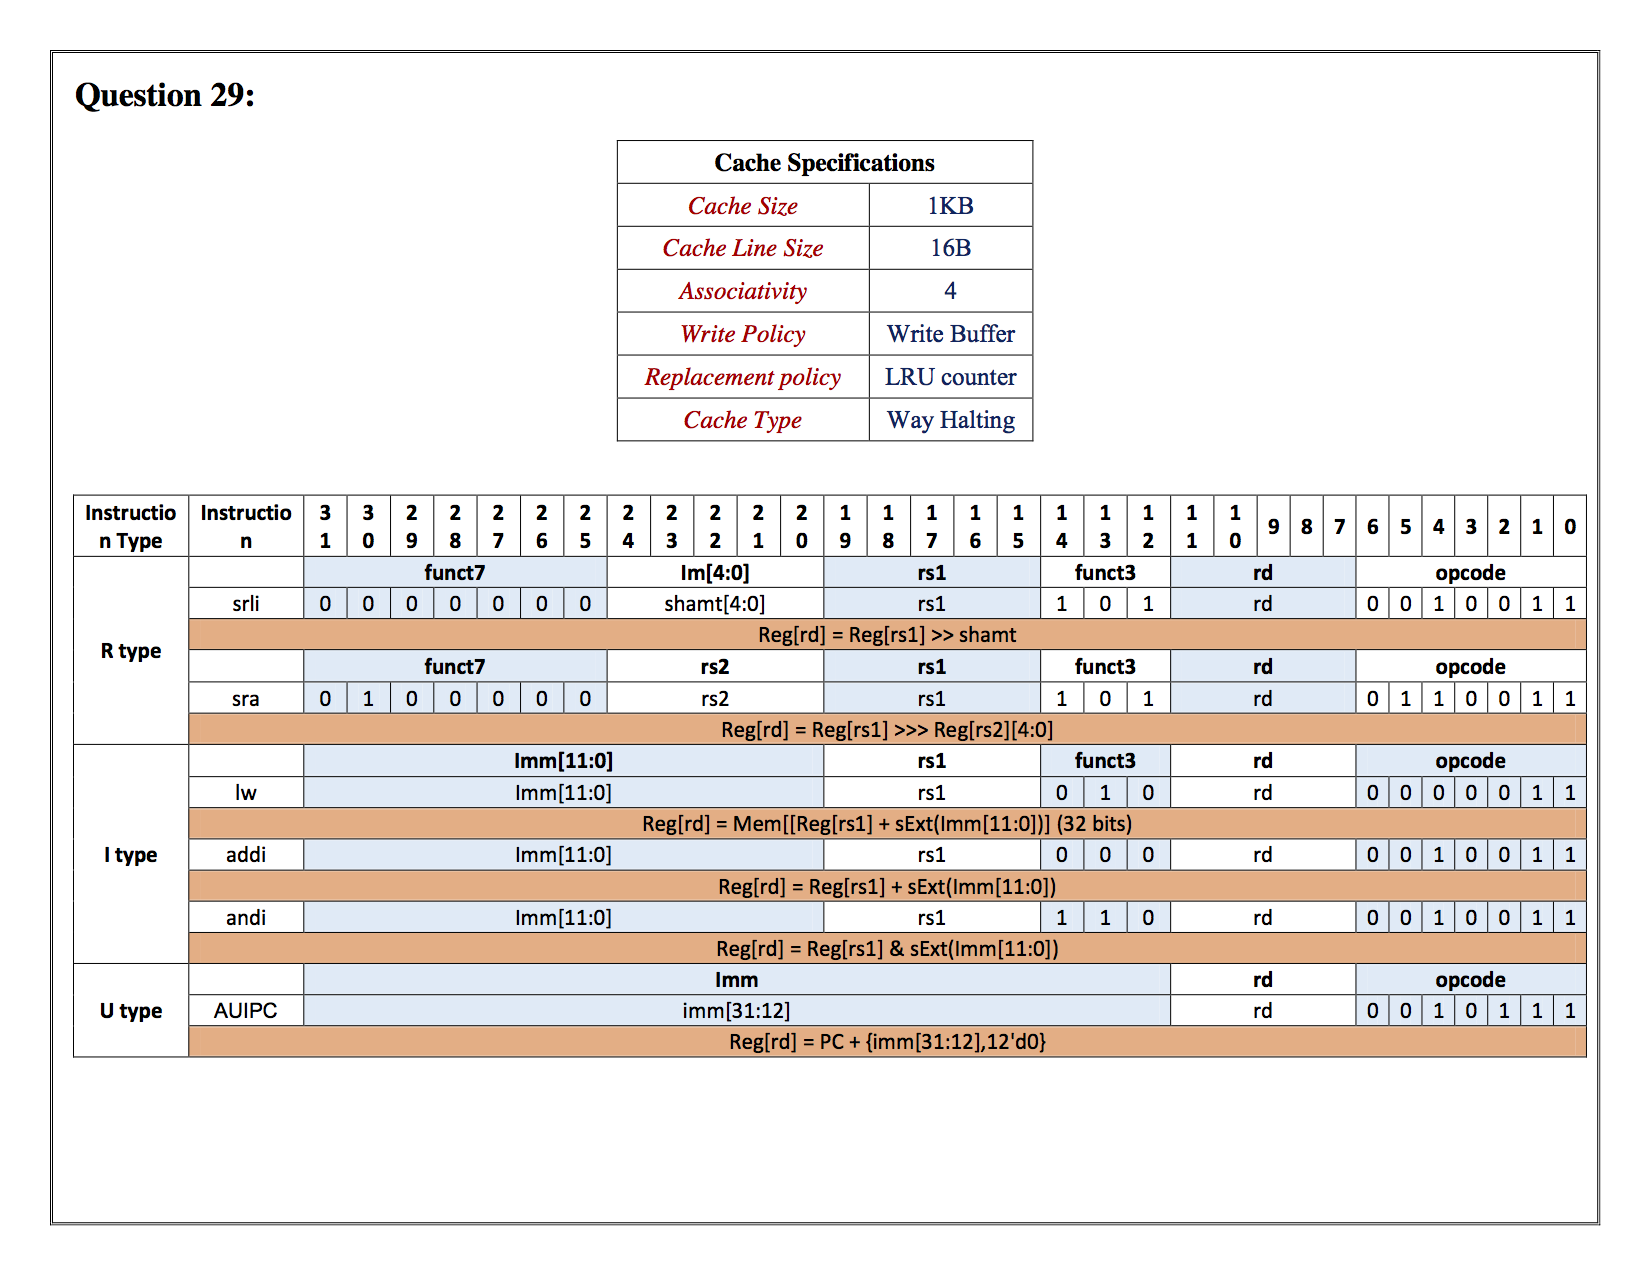 Question 29:
Cache Specifications
Cache Size 1KB
Cache Line Size 16B
Associativity 4
Write Policy Write Buffer
Replacement policy LRU counter
Cache Type Way Halting
Instructio n Type Instructio n 31 30 29 28 27 26 25 24 23 22 21 20 19 18 17 16 15 14 13 12 11 10 9 8 7 6 5 4 3 2 1 0
R type
funct7 Im[4:0] rs1 funct3 rd opcode
srli 0 0 0 0 0 0 0 shamt[4:0] rs1 1 0 1 rd 0 0 1 0 0 1 1
Reg[rd] = Reg[rs1] >> shamt
funct7 rs2 rs1 funct3 rd opcode
sra 0 1 0 0 0 0 0 rs2 rs1 1 0 1 rd 0 1 1 0 0 1 1
Reg[rd] = Reg[rs1] >>> Reg[rs2][4:0]
I type
Imm[11:0] rs1 funct3 rd opcode
lw Imm[11:0] rs1 0 1 0 rd 0 0 0 0 0 1 1
Reg[rd] = Mem[[Reg[rs1] + sExt(Imm[11:0])] (32 bits)
addi Imm[11:0] rs1 0 0 0 rd 0 0 1 0 0 1 1
Reg[rd] = Reg[rs1] + sExt(Imm[11:0])
andi Imm[11:0] rs1 1 1 0 rd 0 0 1 0 0 1 1
Reg[rd] = Reg[rs1] & sExt(Imm[11:0])
U type
Imm rd opcode
AUIPC imm[31:12] rd 0 0 1 0 1 1 1
Reg[rd] = PC + {imm[31:12],12'd0}